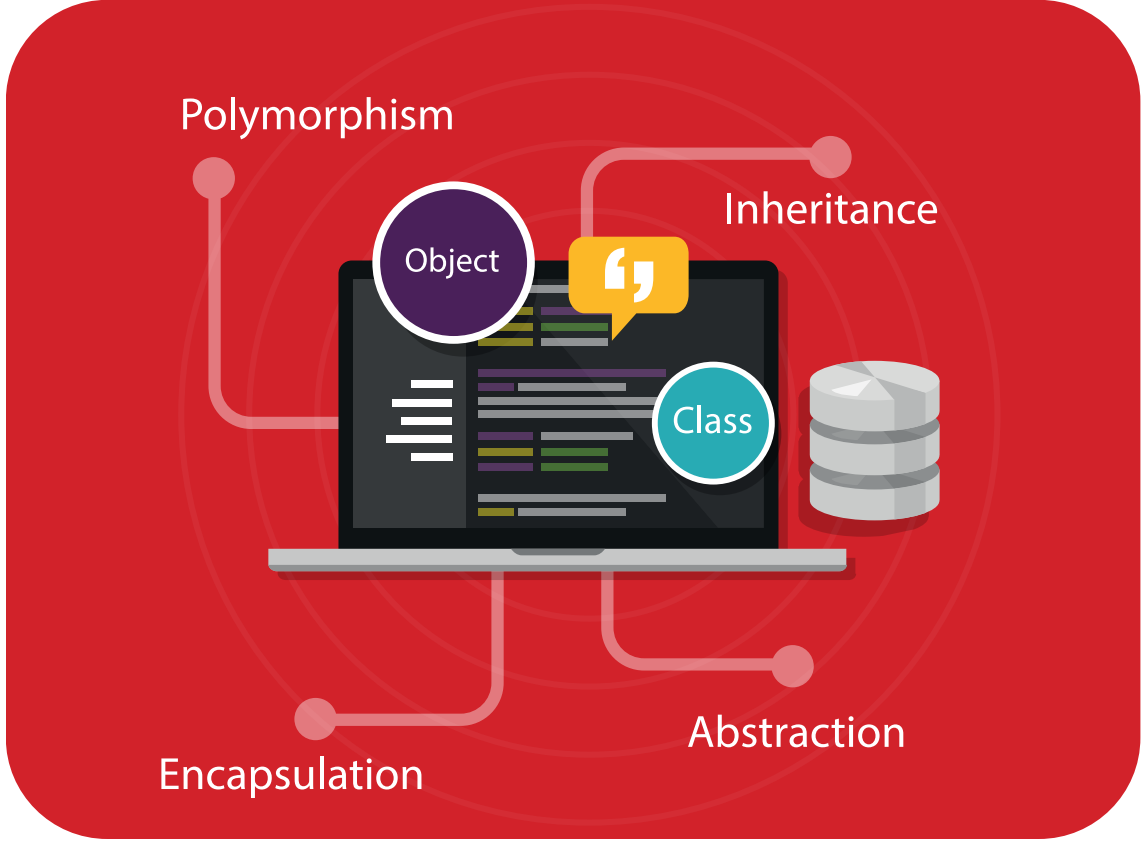 Polymorphism
Inheritance
Object
Class
Abstraction
Encapsulation